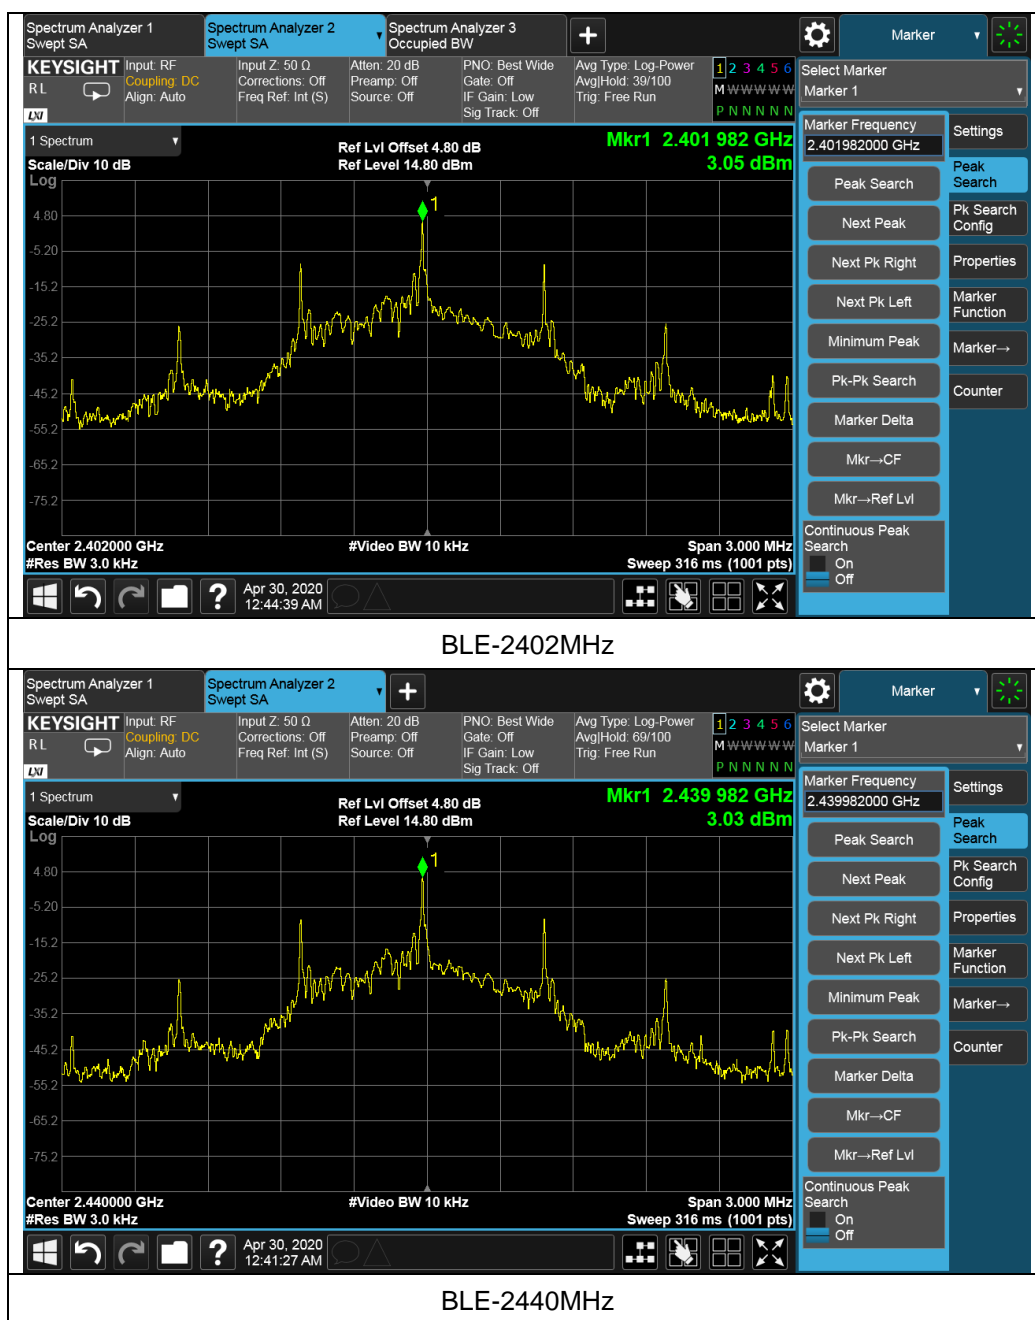 Spectrum Analyzer 1
Swept SA
Spectrum Analyzer 2
Swept SA
Spectrum Analyzer 3
Occupied BW
Marker
KEYSIGHT
RL
LXI
Input: RF
Coupling: DC
Align: Auto
Input Z: 50 Ω
Corrections: Off
Freq Ref: Int (S)
Atten: 20 dB
Preamp: Off
Source: Off
PNO: Best Wide
Gate: Off
IF Gain: Low
Sig Track: Off
Avg Type: Log-Power
Avg|Hold: 39/100
Trig: Free Run
1 2 3 4 5 6
M W W W W W
P N N N N N
Select Marker
Marker 1
1 Spectrum
Scale/Div 10 dB
Log
Ref Lvl Offset 4.80 dB
Ref Level 14.80 dBm
Mkr1 2.401 982 GHz
3.05 dBm
1
4.80
-5.20
-15.2
-25.2
-35.2
-45.2
-55.2
-65.2
-75.2
Center 2.402000 GHz
#Res BW 3.0 kHz
#Video BW 10 kHz
Span 3.000 MHz
Sweep 316 ms (1001 pts)
Marker Frequency
2.401982000 GHz
Peak Search
Next Peak
Next Pk Right
Next Pk Left
Minimum Peak
Pk-Pk Search
Marker Delta
Mkr→CF
Mkr→Ref Lvl
Continuous Peak
Search
On
Off
Settings
Peak
Search
Pk Search
Config
Properties
Marker
Function
Marker→
Counter
?
Apr 30, 2020
12:44:39 AM
BLE-2402MHz
Spectrum Analyzer 1
Swept SA
Spectrum Analyzer 2
Swept SA
Marker
KEYSIGHT
RL
LXI
Input: RF
Coupling: DC
Align: Auto
Input Z: 50 Ω
Corrections: Off
Freq Ref: Int (S)
Atten: 20 dB
Preamp: Off
Source: Off
PNO: Best Wide
Gate: Off
IF Gain: Low
Sig Track: Off
Avg Type: Log-Power
Avg|Hold: 69/100
Trig: Free Run
1 2 3 4 5 6
M W W W W W
P N N N N N
Select Marker
Marker 1
1 Spectrum
Scale/Div 10 dB
Log
Ref Lvl Offset 4.80 dB
Ref Level 14.80 dBm
Mkr1 2.439 982 GHz
3.03 dBm
1
4.80
-5.20
-15.2
-25.2
-35.2
-45.2
-55.2
-65.2
-75.2
Center 2.440000 GHz
#Res BW 3.0 kHz
#Video BW 10 kHz
Span 3.000 MHz
Sweep 316 ms (1001 pts)
Marker Frequency
2.439982000 GHz
Peak Search
Next Peak
Next Pk Right
Next Pk Left
Minimum Peak
Pk-Pk Search
Marker Delta
Mkr→CF
Mkr→Ref Lvl
Continuous Peak
Search
On
Off
Settings
Peak
Search
Pk Search
Config
Properties
Marker
Function
Marker→
Counter
?
Apr 30, 2020
12:41:27 AM
BLE-2440MHz